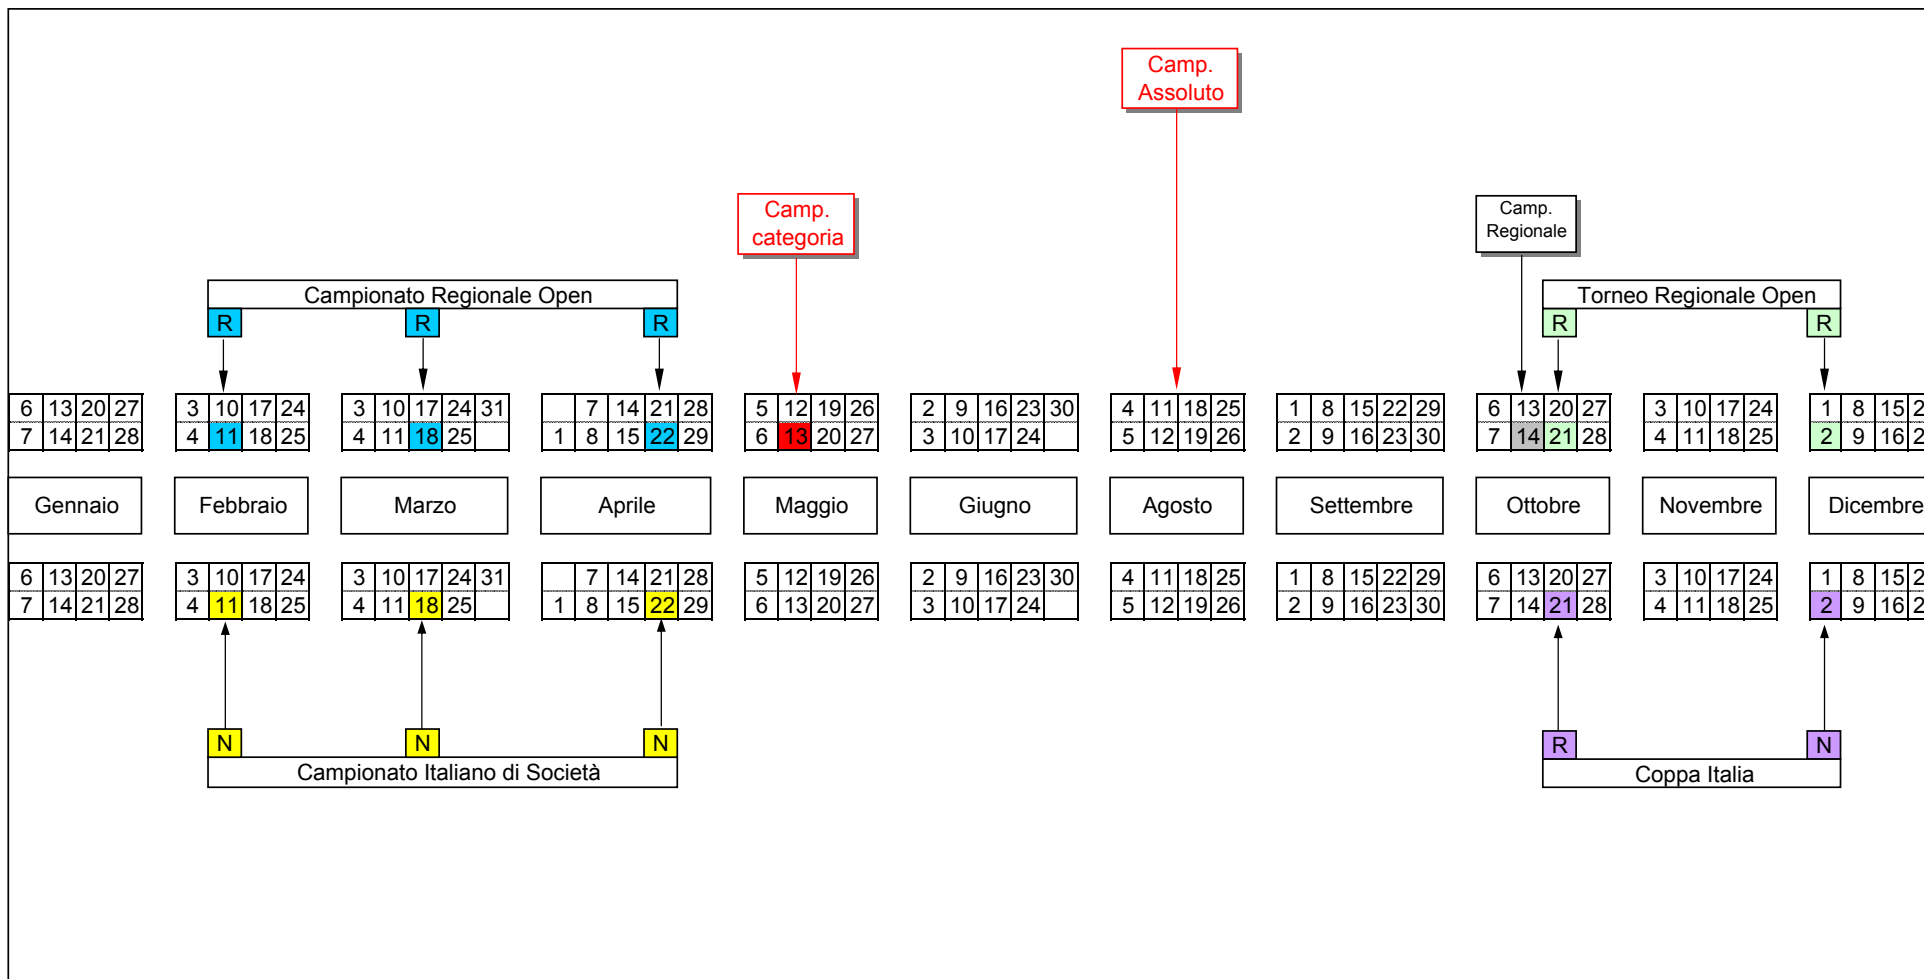 Camp.
Assoluto
Camp.
categoria
Camp.
Regionale
Campionato Regionale Open
Torneo Regionale Open
R R R R R
6 13 20 27 3 10 17 24 3 10 17 24 31 7 14 21 28 5 12 19 26 2 9 16 23 30 4 11 18 25 1 8 15 22 29 6 13 20 27 3 10 17 24 1 8 15 2
7 14 21 28 4 11 18 25 4 11 18 25 1 8 15 22 29 6 13 20 27 3 10 17 24 5 12 19 26 2 9 16 23 30 7 14 21 28 4 11 18 25 2 9 16 2
Gennaio Febbraio Marzo Aprile Maggio Giugno Agosto Settembre Ottobre Novembre Dicembre
6 13 20 27 3 10 17 24 3 10 17 24 31 7 14 21 28 5 12 19 26 2 9 16 23 30 4 11 18 25 1 8 15 22 29 6 13 20 27 3 10 17 24 1 8 15 2
7 14 21 28 4 11 18 25 4 11 18 25 1 8 15 22 29 6 13 20 27 3 10 17 24 5 12 19 26 2 9 16 23 30 7 14 21 28 4 11 18 25 2 9 16 2
N N N R N
Campionato Italiano di Società
Coppa Italia